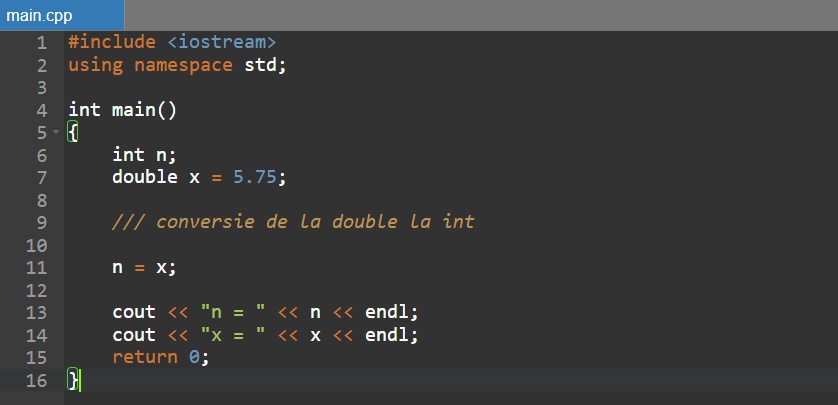 main.cpp
1 #include <iostream>
2 using namespace std;
3
4 int main()
5 {
6     int n;
7     double x = 5.75;
8
9     /// conversie de la double la int
10
11     n = x;
12
13     cout << "n = " << n << endl;
14     cout << "x = " << x << endl;
15     return 0;
16 }